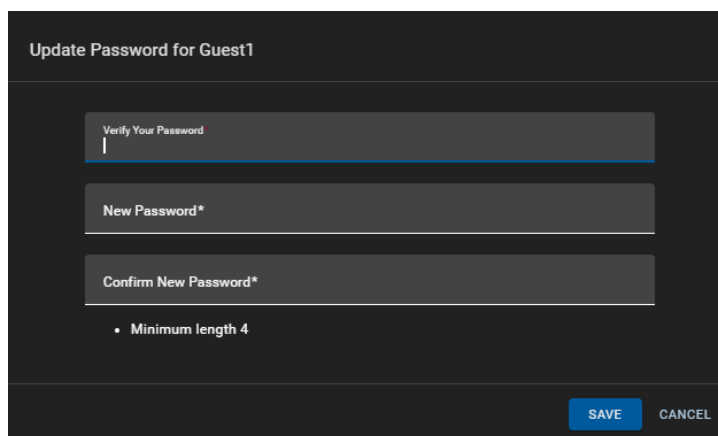 Update Password for Guest1
Verify Your Password
New Password*
Confirm New Password*
• Minimum length 4
SAVE CANCEL